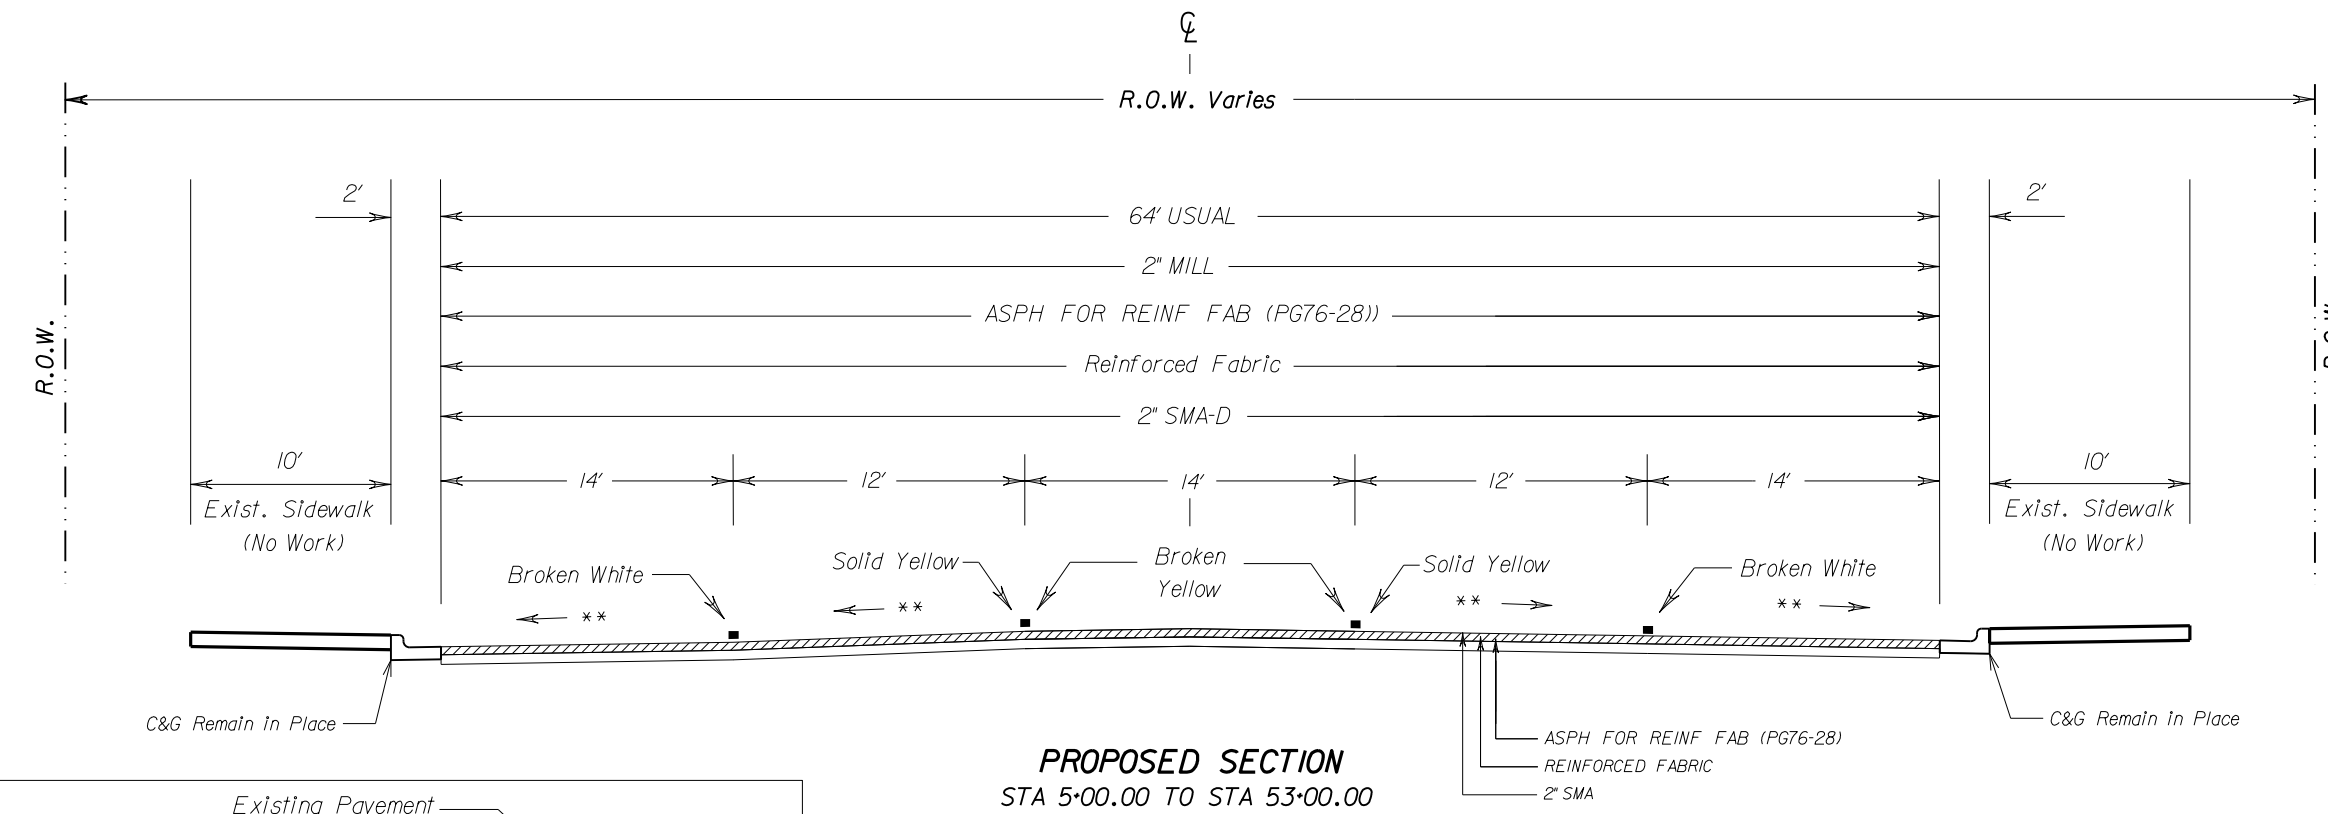 ℄
R.O.W. Varies
2'
64' USUAL
2'
2" MILL
ASPH FOR REINF FAB (PG76-28))
R.O.W.
Reinforced Fabric
2" SMA-D
10'
14'
12'
14'
12'
14'
10'
Exist. Sidewalk
(No Work)
Exist. Sidewalk
(No Work)
Broken White
Solid Yellow
Broken
Yellow
Solid Yellow
Broken White
**
**
**
**
C&G Remain in Place
C&G Remain in Place
ASPH FOR REINF FAB (PG76-28)
REINFORCED FABRIC
2" SMA
PROPOSED SECTION
STA 5+00.00 TO STA 53+00.00
Existing Pavement